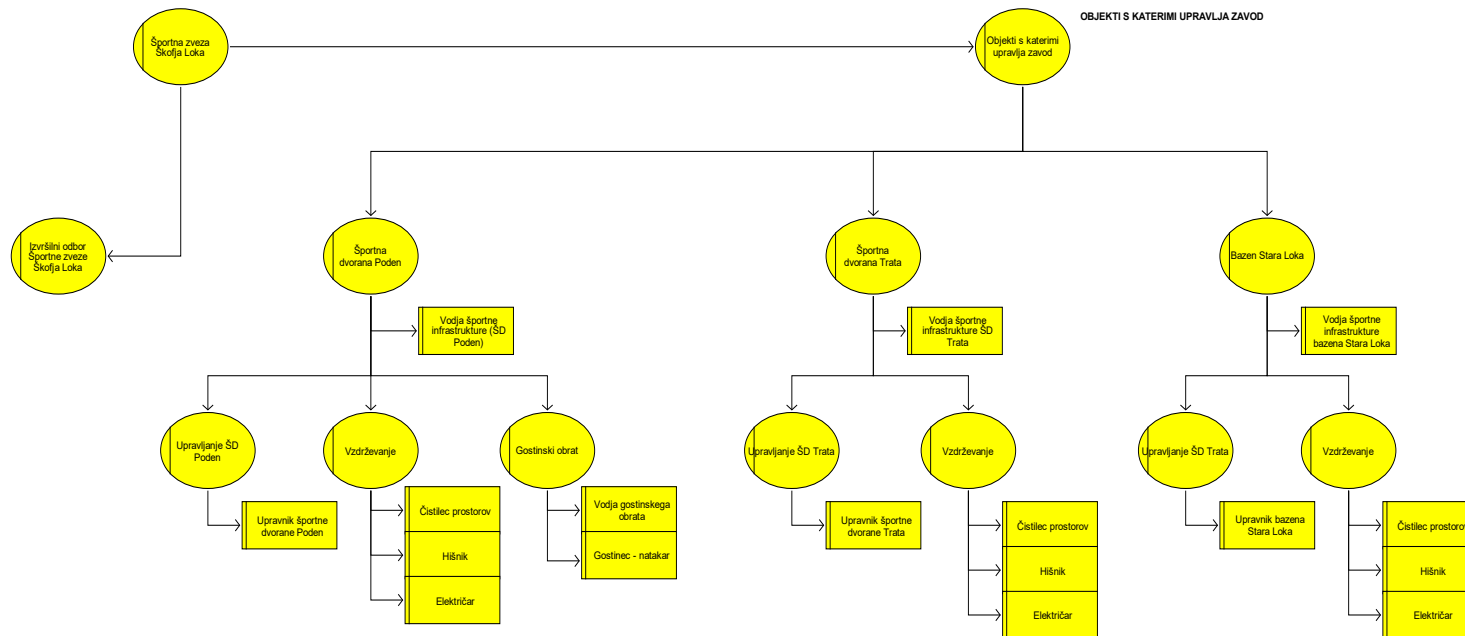 OBJEKTI S KATERIMI UPRAVLJA ZAVOD
Športna zveza
Škofja Loka
Objekti s katerimi
upravlja zavod
Izvršilni odbor
Športne zveze
Škofja Loka
Športna
dvorana Poden
Športna
dvorana Trata
Bazen Stara Loka
Vodja športne
infrastrukture (ŠD
Poden)
Vodja športne
infrastrukture ŠD
Trata
Vodja športne
infrastrukture
bazena Stara Loka
Upravljanje ŠD
Poden
Vzdrževanje
Gostinski obrat
Upravljanje ŠD Trata
Vzdrževanje
Upravljanje ŠD Trata
Vzdrževanje
Upravnik športne
dvorane Poden
Čistilec prostorov
Hišnik
Električar
Vodja gostinskega
obrata
Gostinec - natakar
Upravnik športne
dvorane Trata
Čistilec prostorov
Hišnik
Električar
Upravnik bazena
Stara Loka
Čistilec prostorov
Hišnik
Električar